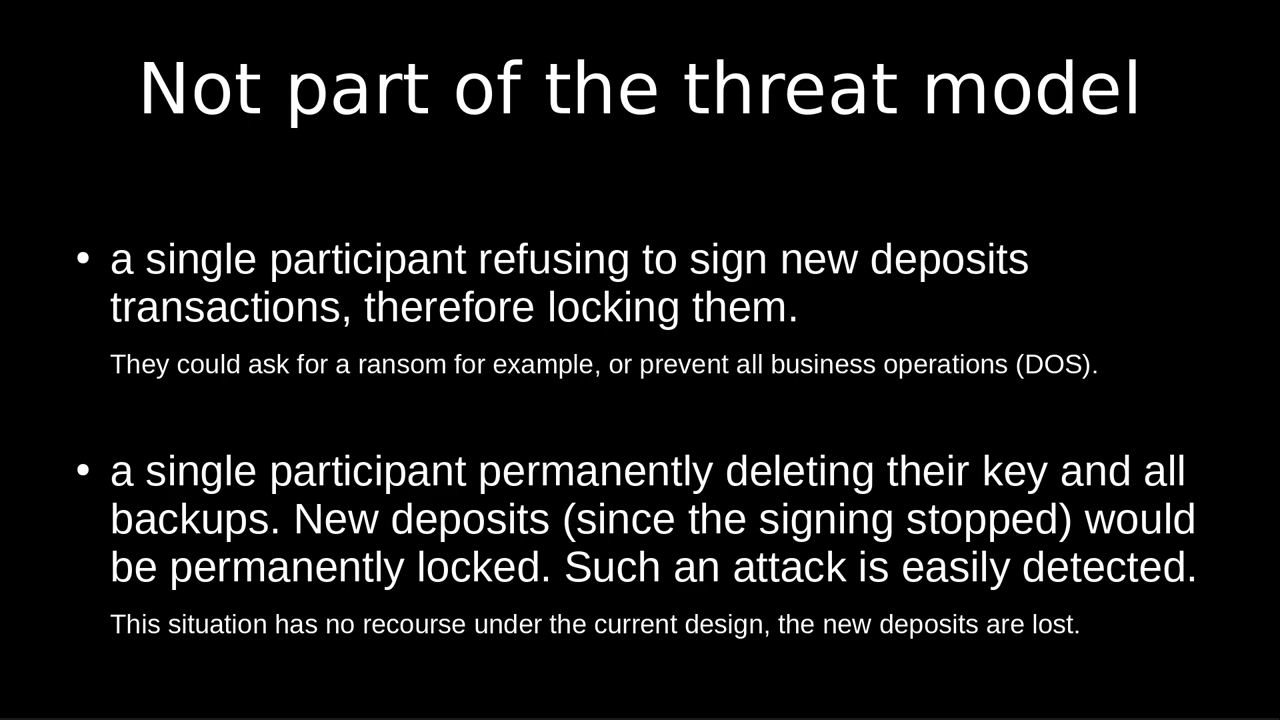 Not part of the threat model
• a single participant refusing to sign new deposits
transactions, therefore locking them.
They could ask for a ransom for example, or prevent all business operations (DOS).
• a single participant permanently deleting their key and all
backups. New deposits (since the signing stopped) would
be permanently locked. Such an attack is easily detected.
This situation has no recourse under the current design, the new deposits are lost.